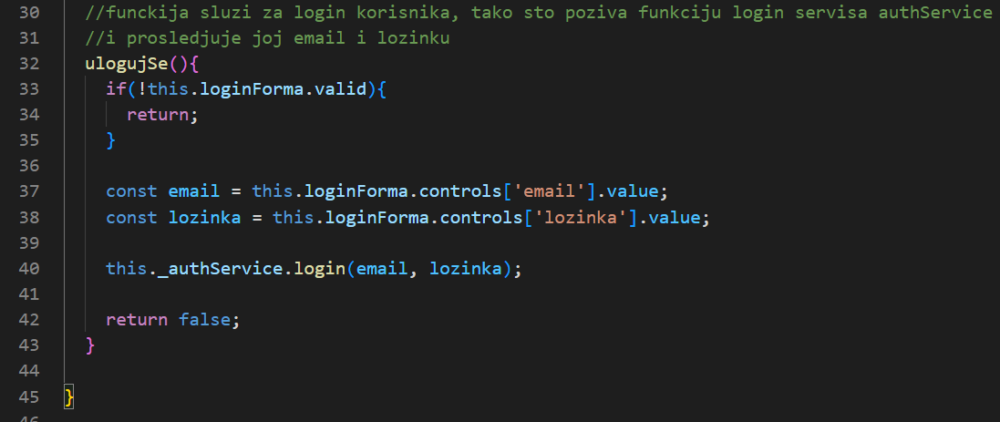 30 //funckija sluzi za login korisnika, tako sto poziva funkciju login servisa authService
31 //i prosledjuje joj email i lozinku
32 ulogujSe(){
33 if(!this.loginForma.valid){
34 return;
35 }
36
37 const email = this.loginForma.controls['email'].value;
38 const lozinka = this.loginForma.controls['lozinka'].value;
39
40 this._authService.login(email, lozinka);
41
42 return false;
43 }
44
45 }
46